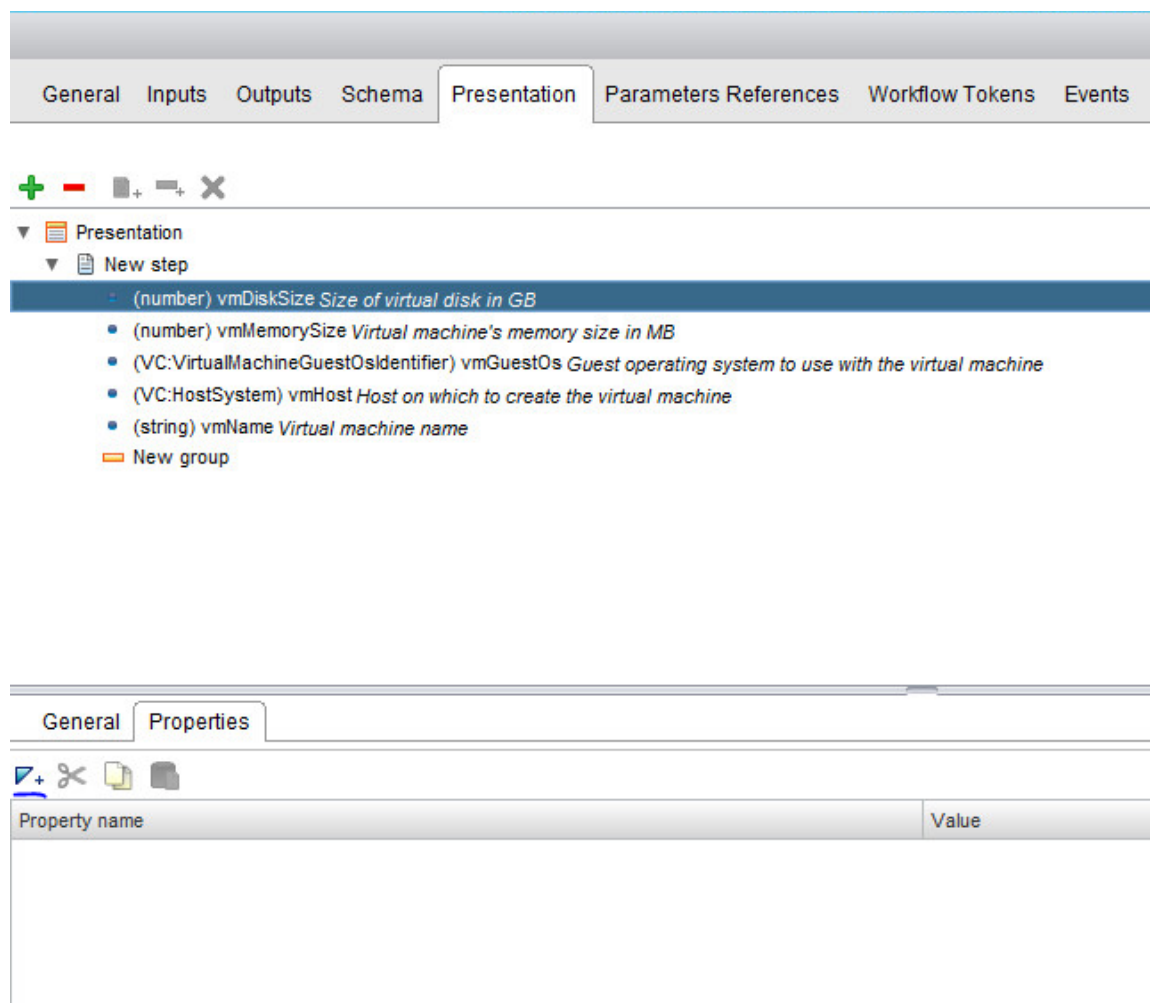 General Inputs Outputs Schema Presentation Parameters References Workflow Tokens Events
Presentation
New step
(number) vmDiskSize Size of virtual disk in GB
(number) vmMemorySize Virtual machine's memory size in MB
(VC:VirtualMachineGuestOsIdentifier) vmGuestOs Guest operating system to use with the virtual machine
(VC:HostSystem) vmHost Host on which to create the virtual machine
(string) vmName Virtual machine name
New group
General Properties
Property name Value